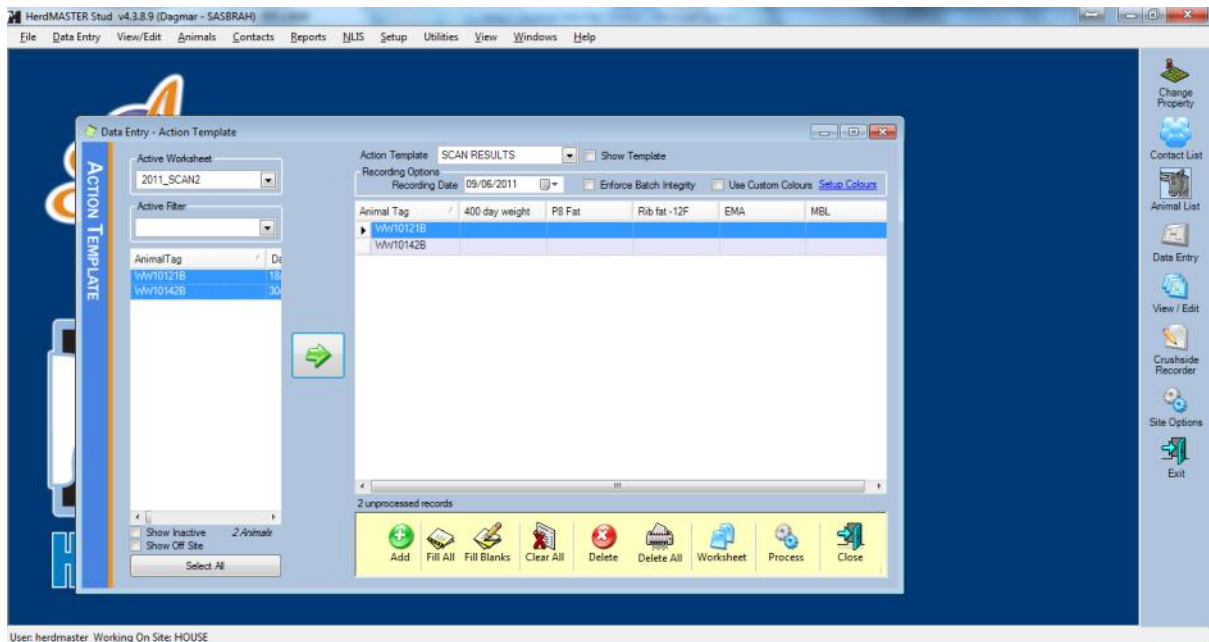 HerdMASTER Stud v4.3.8.9 (Dagmar - SASBRAH)
File Data Entry View/Edit Animals Contacts Reports NLIS Setup Utilities View Windows Help
Change Property
Contact List
Animal List
Data Entry
View / Edit
Crushside Recorder
Site Options
Exit
Data Entry - Action Template
ACTION TEMPLATE
Active Worksheet
2011_SCAN2
Active Filter
AnimalTag De
WW10121B 18
WW10142B 30
Show Inactive 2 Animals
Show Off Site
Select All
Action Template SCAN RESULTS Show Template
Recording Options
Recording Date 09/06/2011 Enforce Batch Integrity Use Custom Colours Setup Colours
Animal Tag 400 day weight P8 Fat Rib fat -12F EMA MBL
WW10121B
WW10142B
2 unprocessed records
Add Fill All Fill Blanks Clear All Delete Delete All Worksheet Process Close
User: herdmaster Working On Site: HOUSE